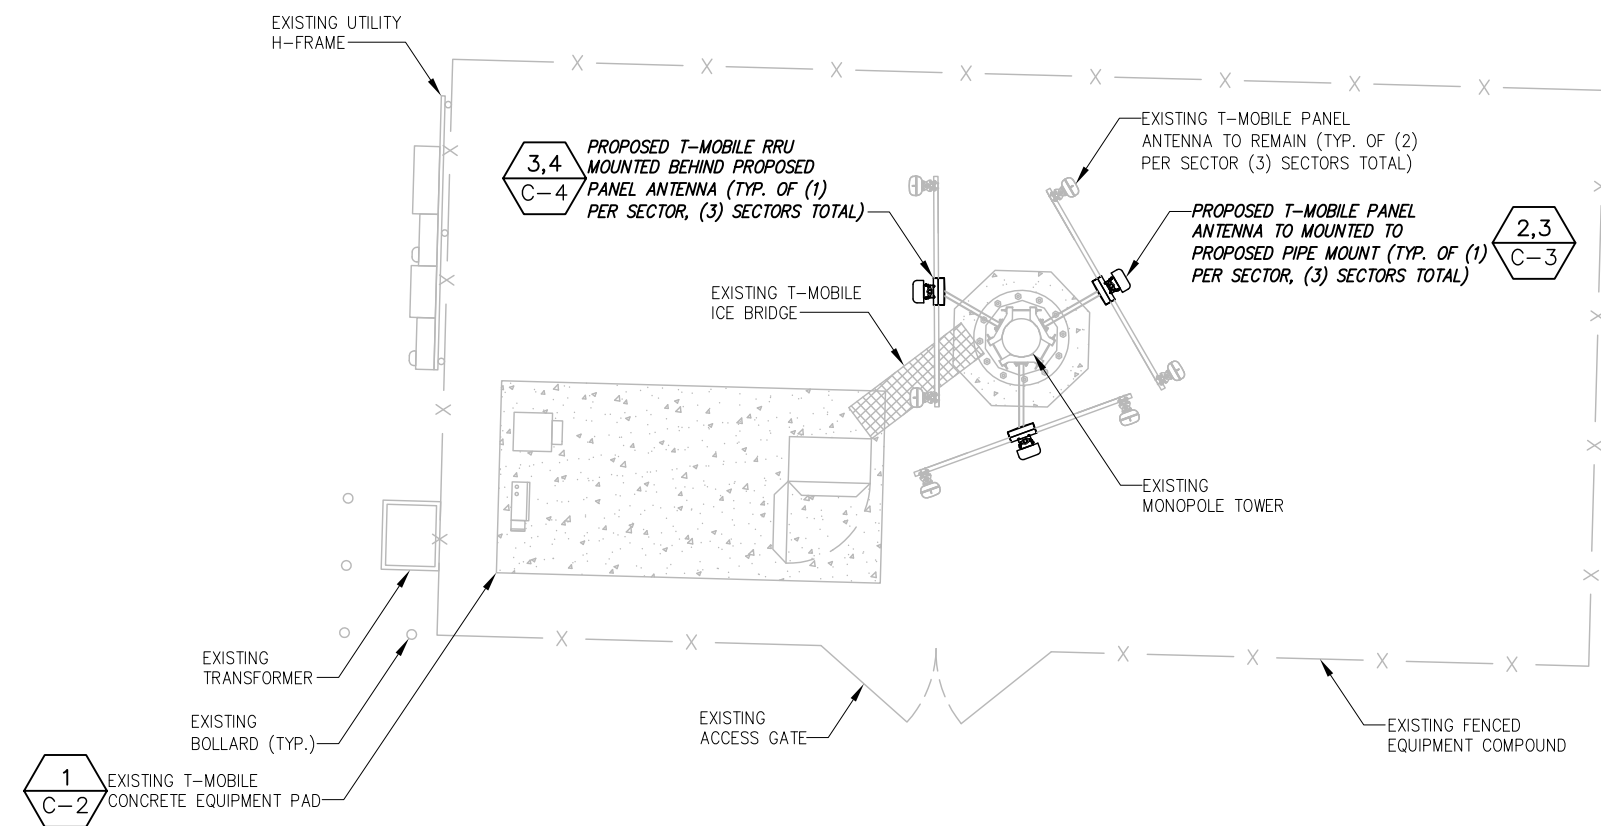 EXISTING UTILITY
H-FRAME
3,4
C-4
PROPOSED T-MOBILE RRU
MOUNTED BEHIND PROPOSED
PANEL ANTENNA (TYP. OF (1)
PER SECTOR, (3) SECTORS TOTAL)
EXISTING T-MOBILE PANEL
ANTENNA TO REMAIN (TYP. OF (2)
PER SECTOR (3) SECTORS TOTAL)
PROPOSED T-MOBILE PANEL
ANTENNA TO MOUNTED TO
PROPOSED PIPE MOUNT (TYP. OF (1)
PER SECTOR, (3) SECTORS TOTAL)
2,3
C-3
EXISTING T-MOBILE
ICE BRIDGE
EXISTING
MONOPOLE TOWER
EXISTING
TRANSFORMER
EXISTING
BOLLARD (TYP.)
EXISTING
ACCESS GATE
EXISTING FENCED
EQUIPMENT COMPOUND
1
C-2
EXISTING T-MOBILE
CONCRETE EQUIPMENT PAD